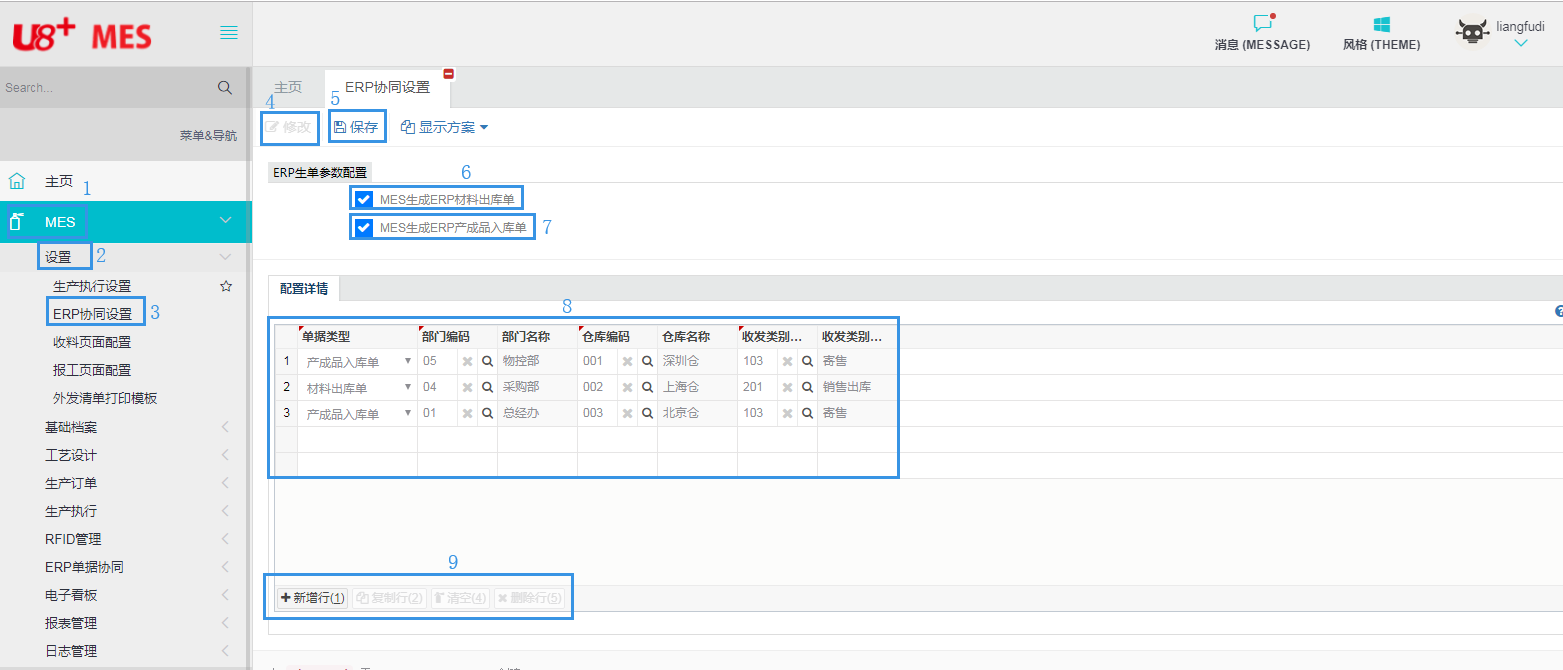 U8+ MES
消息 (MESSAGE)
风格 (THEME)
liangfudi
Search...
菜单&导航
主页
1
MES
设置
2
生产执行设置
ERP协同设置
3
收料页面配置
报工页面配置
外发清单打印模板
基础档案
工艺设计
生产订单
生产执行
RFID管理
ERP单据协同
电子看板
报表管理
日志管理
主页
ERP协同设置
4
5
修改
保存
显示方案
ERP生单参数配置
6
MES生成ERP材料出库单
MES生成ERP产成品入库单
7
配置详情
8
单据类型 部门编码 部门名称 仓库编码 仓库名称 收发类别... 收发类别...
1 产成品入库单 05 物控部 001 深圳仓 103 寄售
2 材料出库单 04 采购部 002 上海仓 201 销售出库
3 产成品入库单 01 总经办 003 北京仓 103 寄售
9
新增行(1) 复制行(2) 清空(4) 删除行(5)